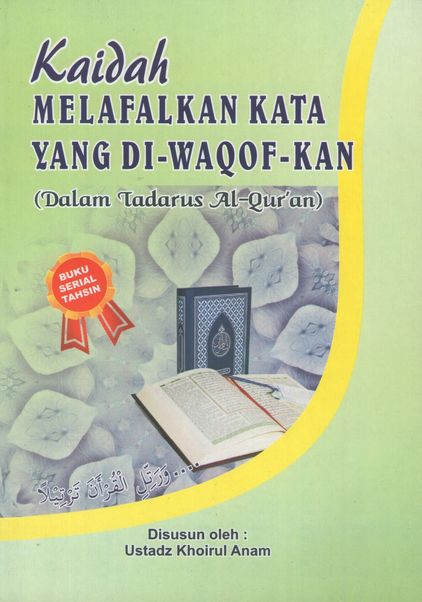 Kaidah
MELAFALKAN KATA
YANG DI-WAQOF-KAN
(Dalam Tadarus Al-Qur'an)
BUKU
SERIAL
TAHSIN
....وَرَتِّلِ الْقُرْآنَ تَرْتِيْلًا
Disusun oleh :
Ustadz Khoirul Anam